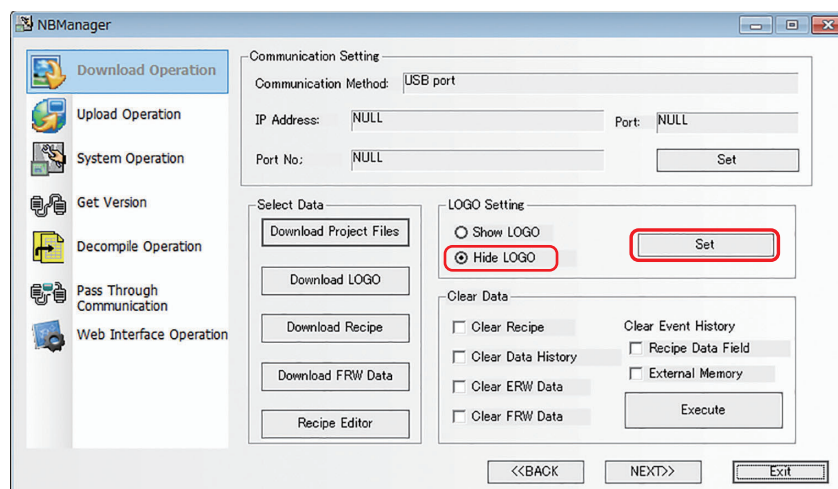 NBManager
Download Operation
Upload Operation
System Operation
Get Version
Decompile Operation
Pass Through
Communication
Web Interface Operation
Communication Setting
Communication Method: USB port
IP Address: NULL Port: NULL
Port No; NULL Set
Select Data
Download Project Files
Download LOGO
Download Recipe
Download FRW Data
Recipe Editor
LOGO Setting
Show LOGO
Hide LOGO
Set
Clear Data
Clear Recipe
Clear Data History
Clear ERW Data
Clear FRW Data
Clear Event History
Recipe Data Field
External Memory
Execute
<<BACK NEXT>> Exit